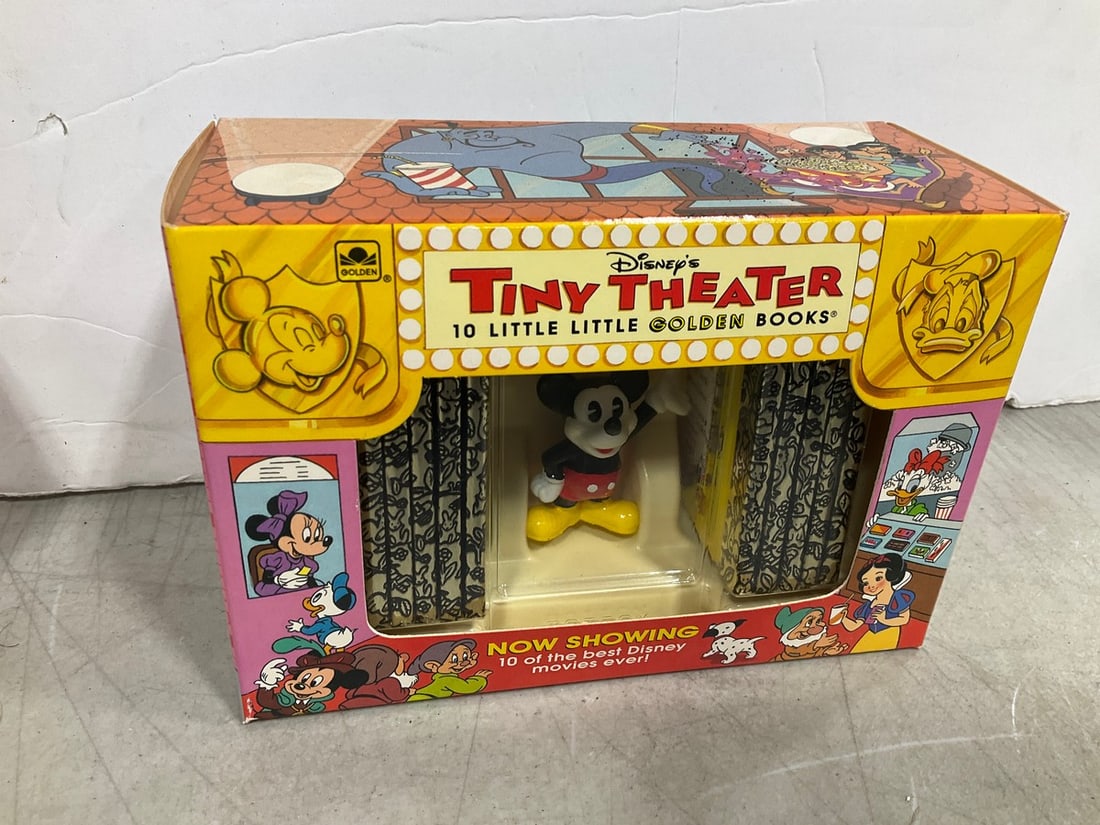 GOLDEN ®
Disney's
TINY THEATER
10 LITTLE LITTLE GOLDEN BOOKS®
NOW SHOWING
10 of the best Disney
movies ever!